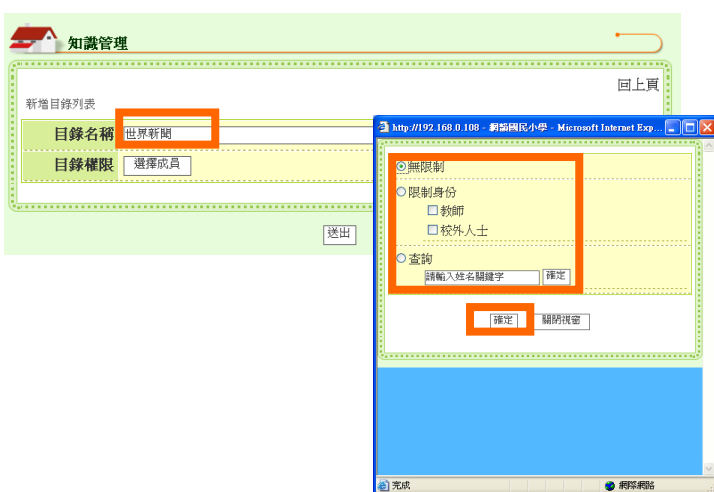 知識管理
回上頁
新增目錄列表
目錄名稱 世界新聞
目錄權限 選擇成員
送出
http://192.168.0.108 - 網諭國民小學 - Microsoft Internet Exp...
無限制
限制身份
教師
校外人士
查詢
請輸入姓名關鍵字 確定
確定 關閉視窗
完成 網際網路